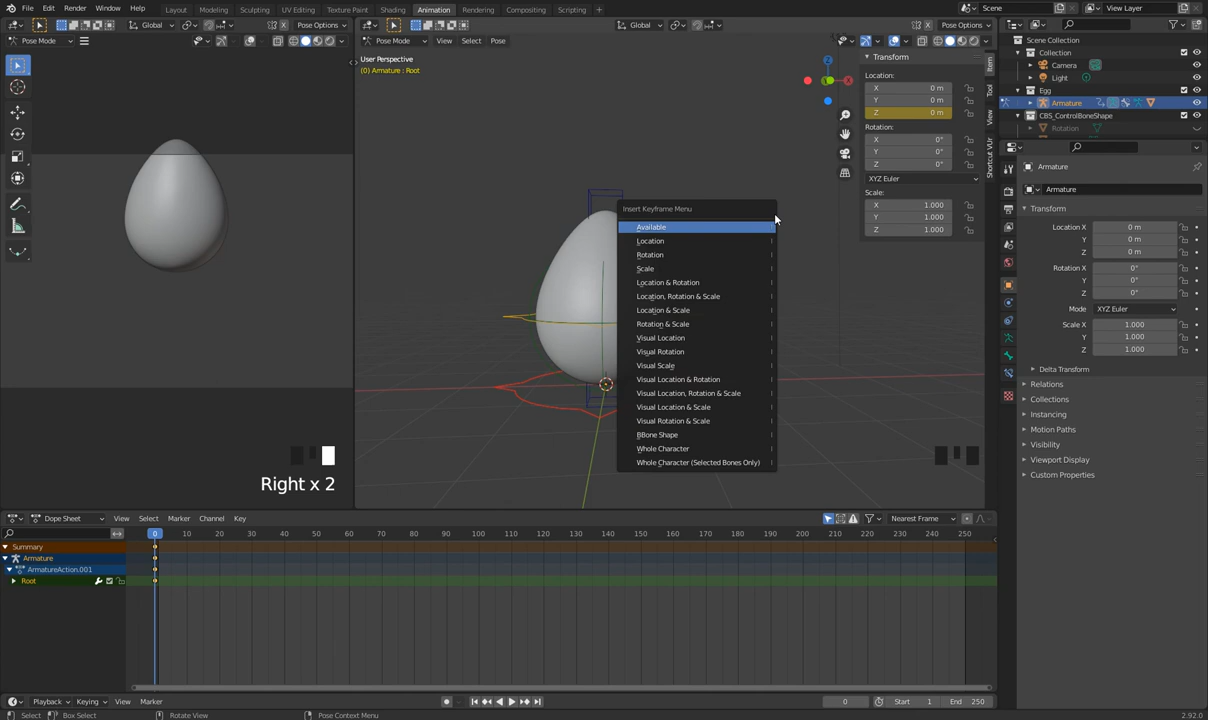 File Edit Render Window Help
Layout Modeling Sculpting UV Editing Texture Paint Shading Animation Rendering Compositing Scripting +
Scene
View Layer
Global
Pose Options
Global
Pose Options
Pose Mode
Pose Mode View Select Pose
User Perspective
(0) Armature : Root
Transform
Location:
X 0 m
Y 0 m
Z 0 m
Rotation:
X 0°
Y 0°
Z 0°
XYZ Euler
Scale:
X 1.000
Y 1.000
Z 1.000
Item
Tool
View
Shortcut VUr
Z
X
Y
Scene Collection
Collection
Camera
Light
Egg
Armature
CBS_ControlBoneShape
Rotation
Armature
Armature
Transform
Location X 0 m
Y 0 m
Z 0 m
Rotation X 0°
Y 0°
Z 0°
Mode XYZ Euler
Scale X 1.000
Y 1.000
Z 1.000
Delta Transform
Relations
Collections
Instancing
Motion Paths
Visibility
Viewport Display
Custom Properties
Insert Keyframe Menu
Available I
Location I
Rotation I
Scale I
Location & Rotation I
Location, Rotation & Scale I
Location & Scale I
Rotation & Scale I
Visual Location I
Visual Rotation I
Visual Scale I
Visual Location & Rotation I
Visual Location, Rotation & Scale I
Visual Location & Scale I
Visual Rotation & Scale I
BBone Shape I
Whole Character I
Whole Character (Selected Bones Only) I
Right x 2
Dope Sheet View Select Marker Channel Key
Nearest Frame
0 10 20 30 40 50 60 70 80 90 100 110 120 130 140 150 160 170 180 190 200 210 220 230 240 250
Summary
Armature
ArmatureAction.001
Root
Playback Keying View Marker
0 Start 1 End 250
Select Box Select Rotate View Pose Context Menu
2.92.0